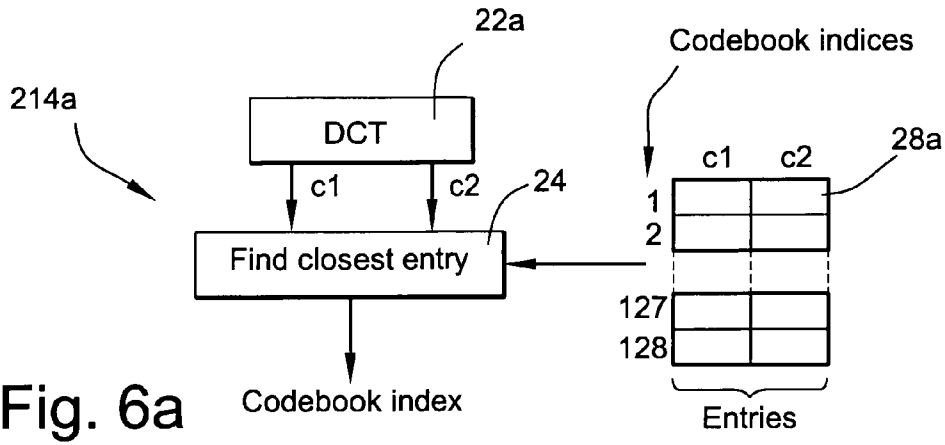 22a
Codebook indices
214a
DCT
28a
c1 c2
c1 c2
24
1
2
Find closest entry
127
128
Fig. 6a
Codebook index
Entries